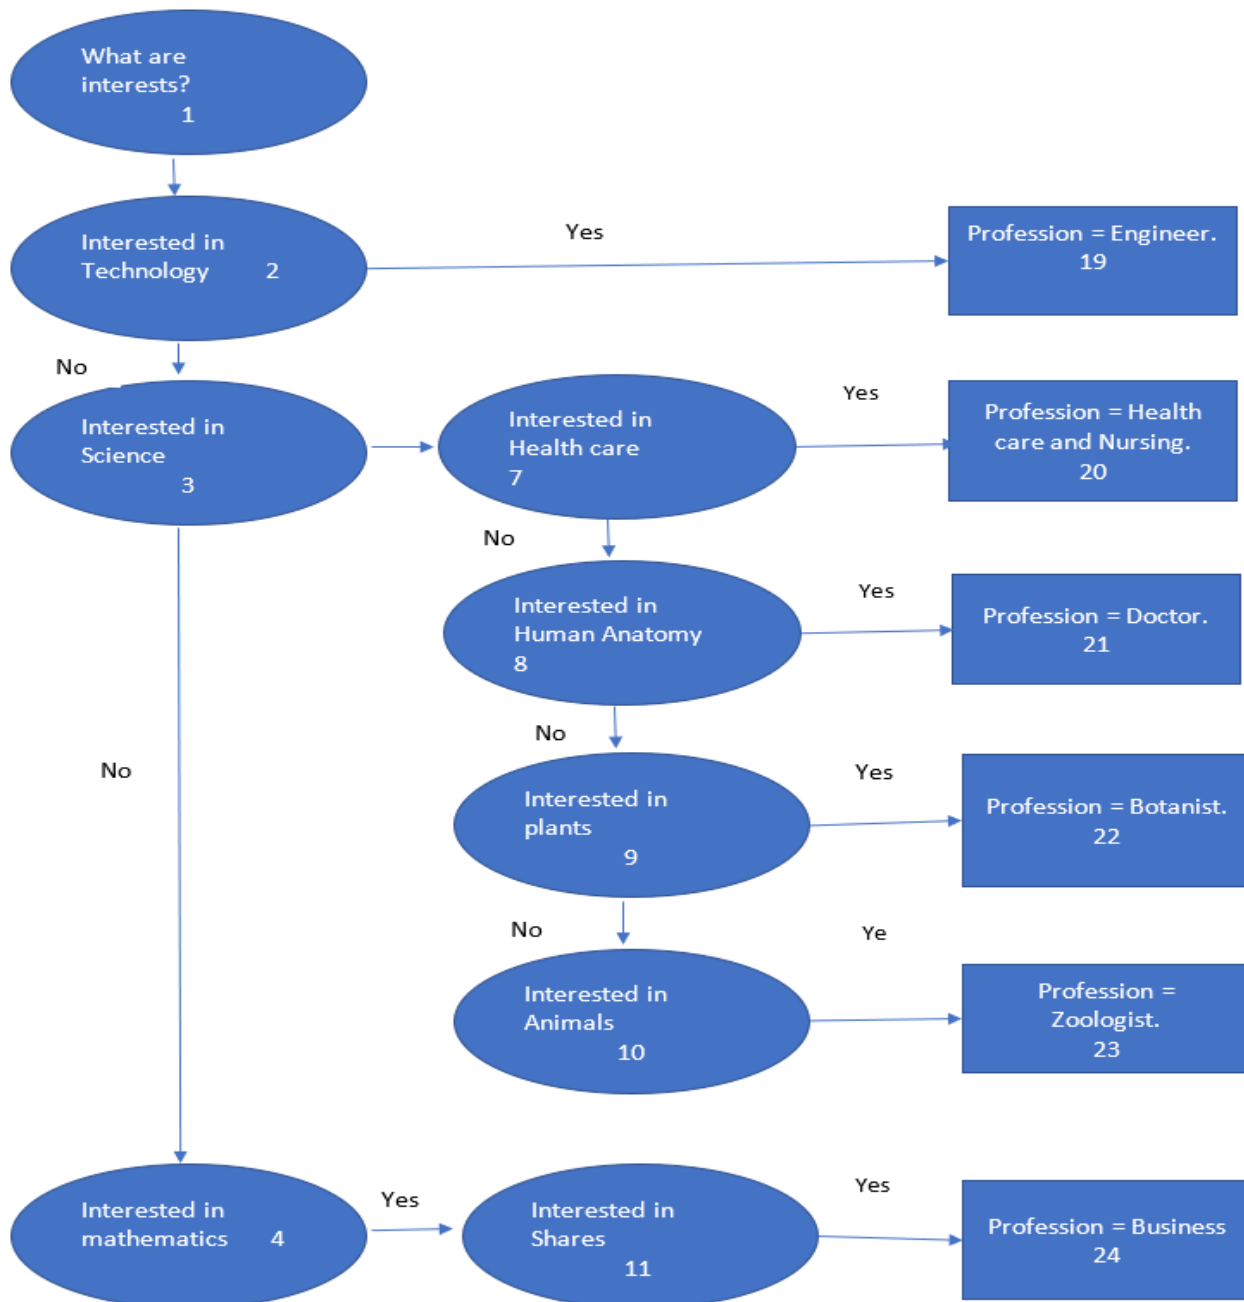 What are
interests?
1
Interested in
Technology 2
Yes
Profession = Engineer.
19
No
Interested in
Science
3
Interested in
Health care
7
Yes
Profession = Health
care and Nursing.
20
No
Interested in
Human Anatomy
8
Yes
Profession = Doctor.
21
No
No
Interested in
plants
9
Yes
Profession = Botanist.
22
No
Interested in
Animals
10
Ye
Profession =
Zoologist.
23
Interested in
mathematics 4
Yes
Interested in
Shares
11
Yes
Profession = Business
24